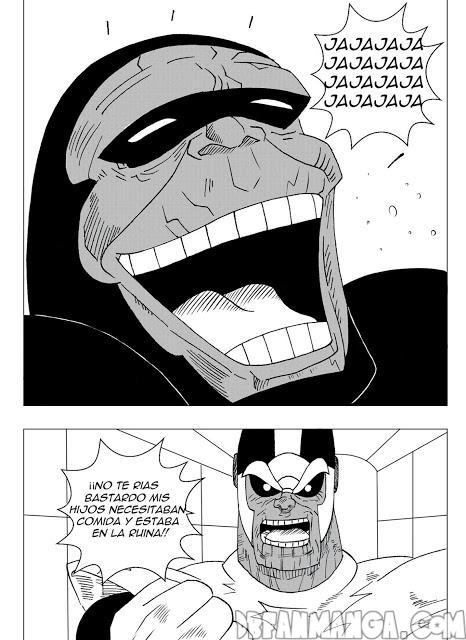 JAJAJAJA
JAJAJAJA
JAJAJAJA
JAJAJAJA
¡¡NO TE RIAS
BASTARDO MIS
HIJOS NECESITABAN
COMIDA Y ESTABA
EN LA RUINA!!
DBFANMANGA.COM